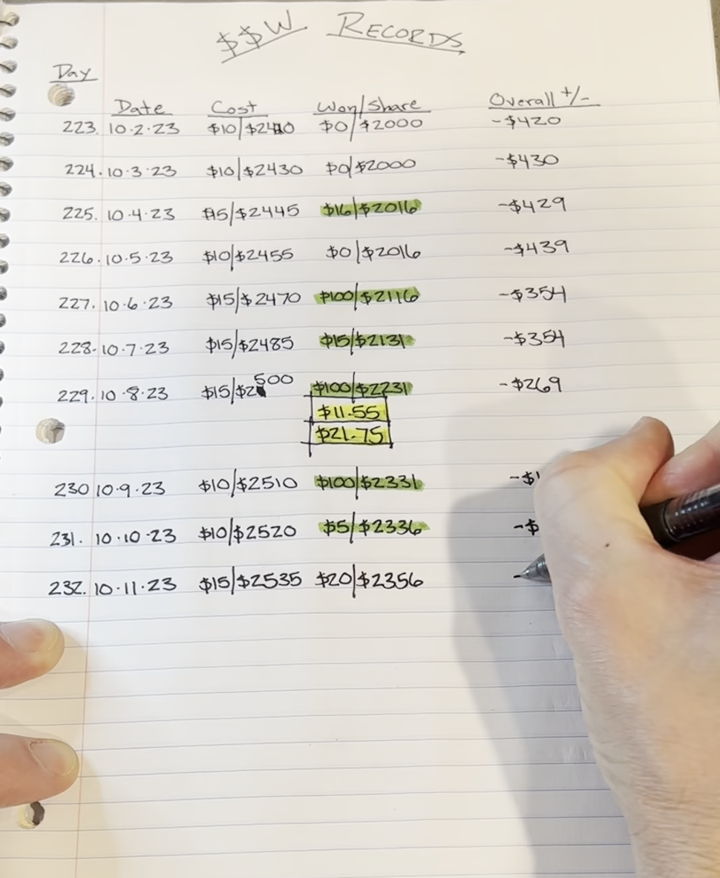 $$W RECORDS
Day
Date Cost Won/Share Overall +/-
223. 10.2.23 $10/$2420 $0/$2000 -$420
224. 10.3.23 $10/$2430 $0/$2000 -$430
225. 10.4.23 $15/$2445 $16/$2016 -$429
226. 10.5.23 $10/$2455 $0/$2016 -$439
227. 10.6.23 $15/$2470 $100/$2116 -$354
228. 10.7.23 $15/$2485 $15/$2131 -$354
229. 10.8.23 $15/$2500 $100/$2231 -$269
$11.55
$21.75
230 10.9.23 $10/$2510 $100/$2331 -$
231. 10.10.23 $10/$2520 $5/$2336 -$
232. 10.11.23 $15/$2535 $20/$2356 -